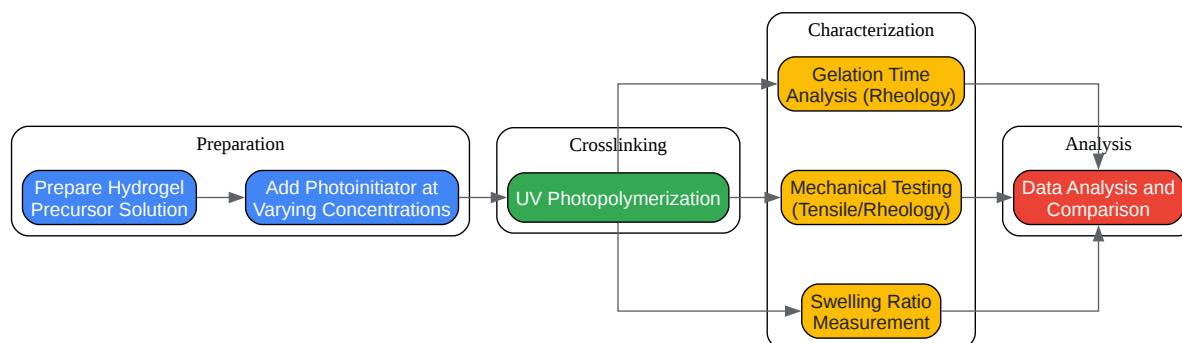 Preparation
Prepare Hydrogel
Precursor Solution
Add Photoinitiator at
Varying Concentrations
Crosslinking
UV Photopolymerization
Characterization
Gelation Time
Analysis (Rheology)
Mechanical Testing
(Tensile/Rheology)
Swelling Ratio
Measurement
Analysis
Data Analysis and
Comparison